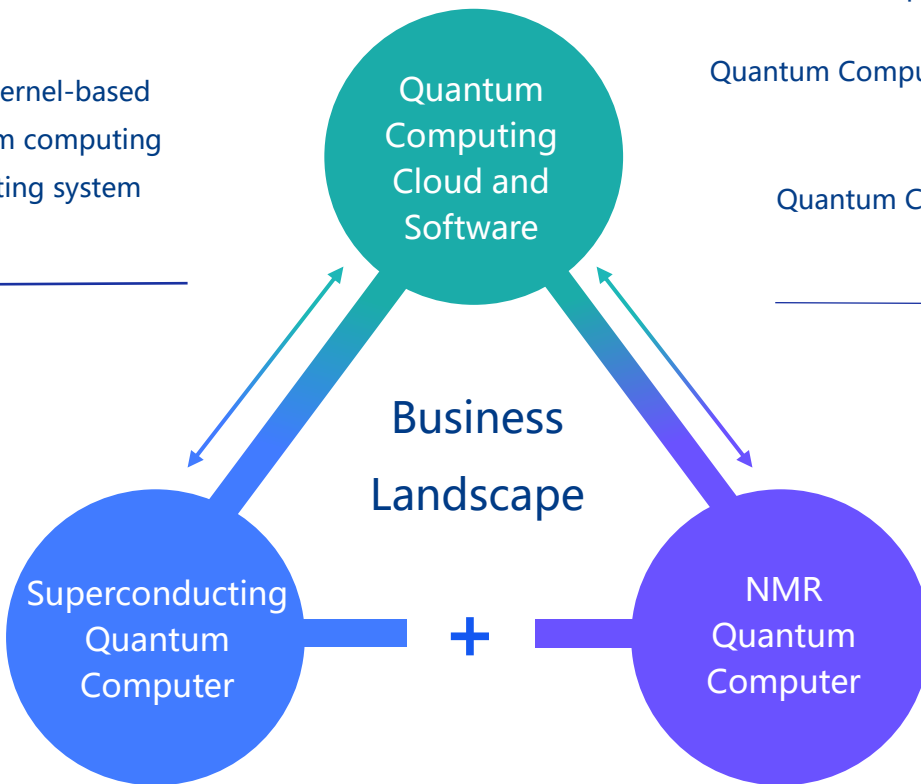 Quantum
Computing
Cloud and
Software
ernel-based
m computing
ting system
Quantum Compu
Quantum C
Business
Landscape
Superconducting
Quantum
Computer
+
NMR
Quantum
Computer